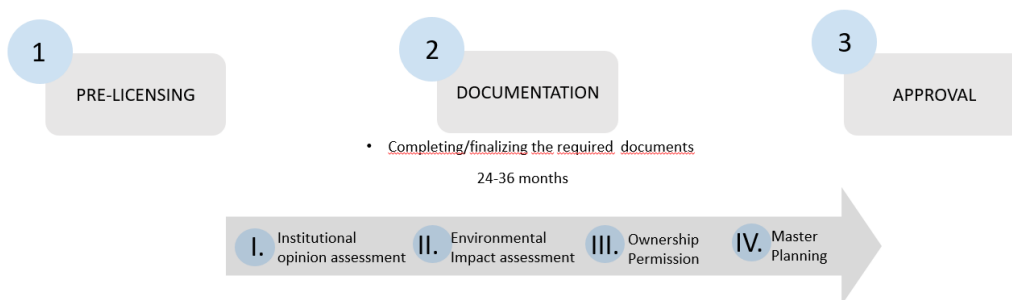 1
PRE-LICENSING
2
DOCUMENTATION
3
APPROVAL
• Completing/finalizing the required documents
24-36 months
I. Institutional
opinion assessment
II. Environmental
Impact assessment
III. Ownership
Permission
IV. Master
Planning